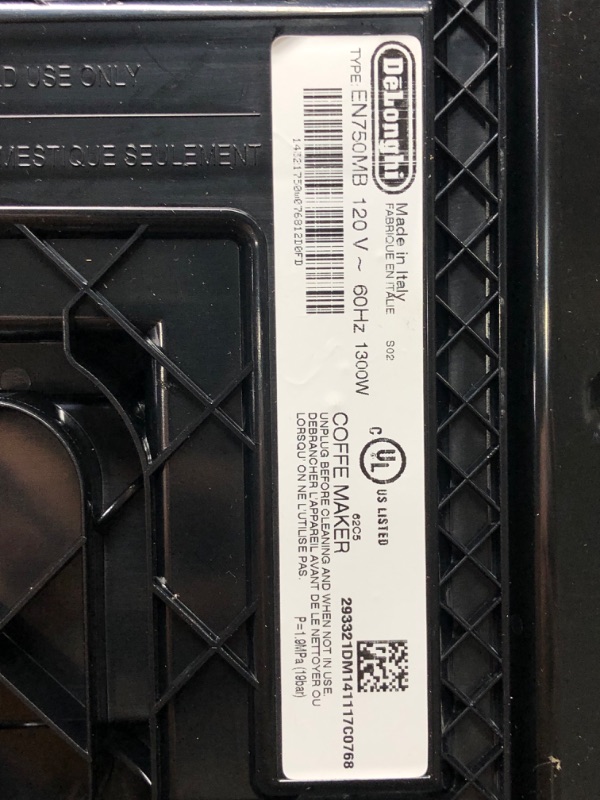 D USE ONLY
MESTIQUE SEULEMENT
DeLonghi
Made in Italy
FABRIQUE EN ITALIE
S02
TYPE: EN750MB 120 V ~ 60Hz 1300W
C UL US LISTED
62C5
COFFE MAKER
UNPLUG BEFORE CLEANING AND WHEN NOT IN USE.
DEBRANCHER L'APPAREIL AVANT DE LE NETTOYER OU
LORSQU' ON NE L'UTILISE PAS.
293321DM141117C0768
P=1.9MPa (19bar)